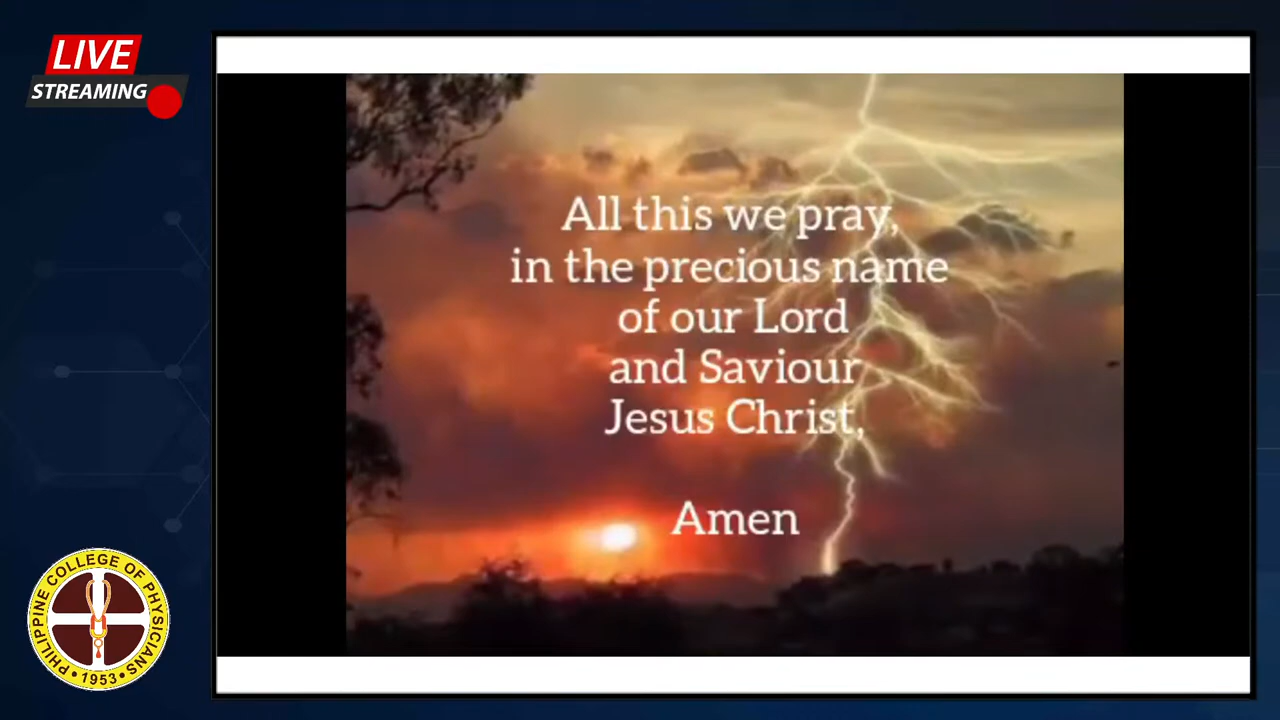 LIVE
STREAMING
All this we pray,
in the precious name
of our Lord
and Saviour
Jesus Christ,
Amen
PHILIPPINE COLLEGE OF PHYSICIANS
• 1953 •